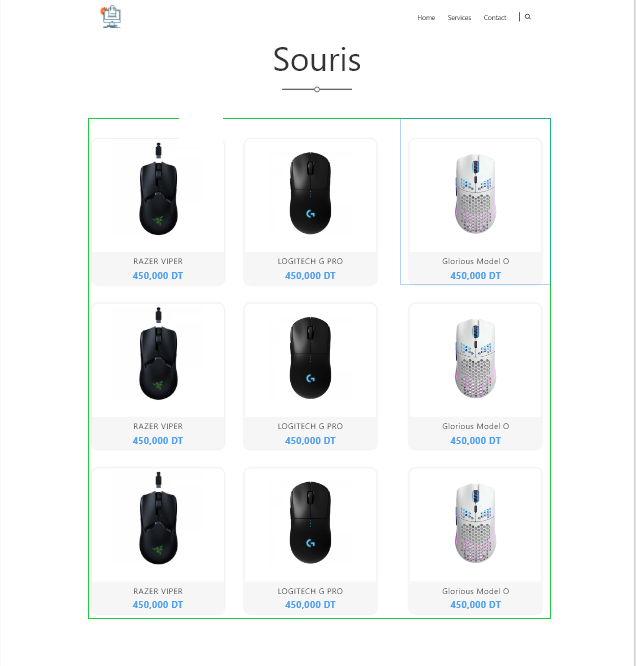 Home Services Contact
Souris
RAZER VIPER
450,000 DT
LOGITECH G PRO
450,000 DT
Glorious Model O
450,000 DT
RAZER VIPER
450,000 DT
LOGITECH G PRO
450,000 DT
Glorious Model O
450,000 DT
RAZER VIPER
450,000 DT
LOGITECH G PRO
450,000 DT
Glorious Model O
450,000 DT